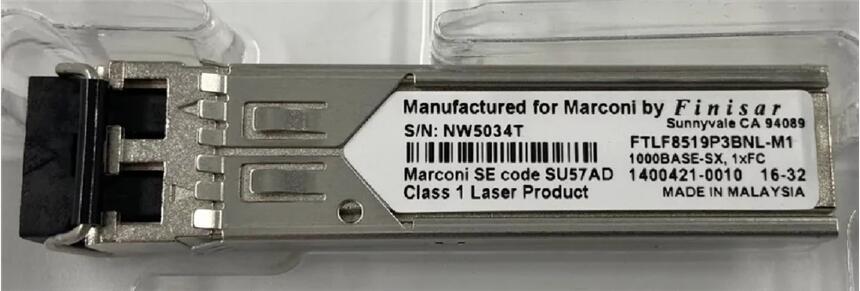 Manufactured for Marconi by Finisar
Sunnyvale CA 94089
S/N: NW5034T
FTLF8519P3BNL-M1
1000BASE-SX, 1xFC
Marconi SE code SU57AD
1400421-0010 16-32
Class 1 Laser Product
MADE IN MALAYSIA